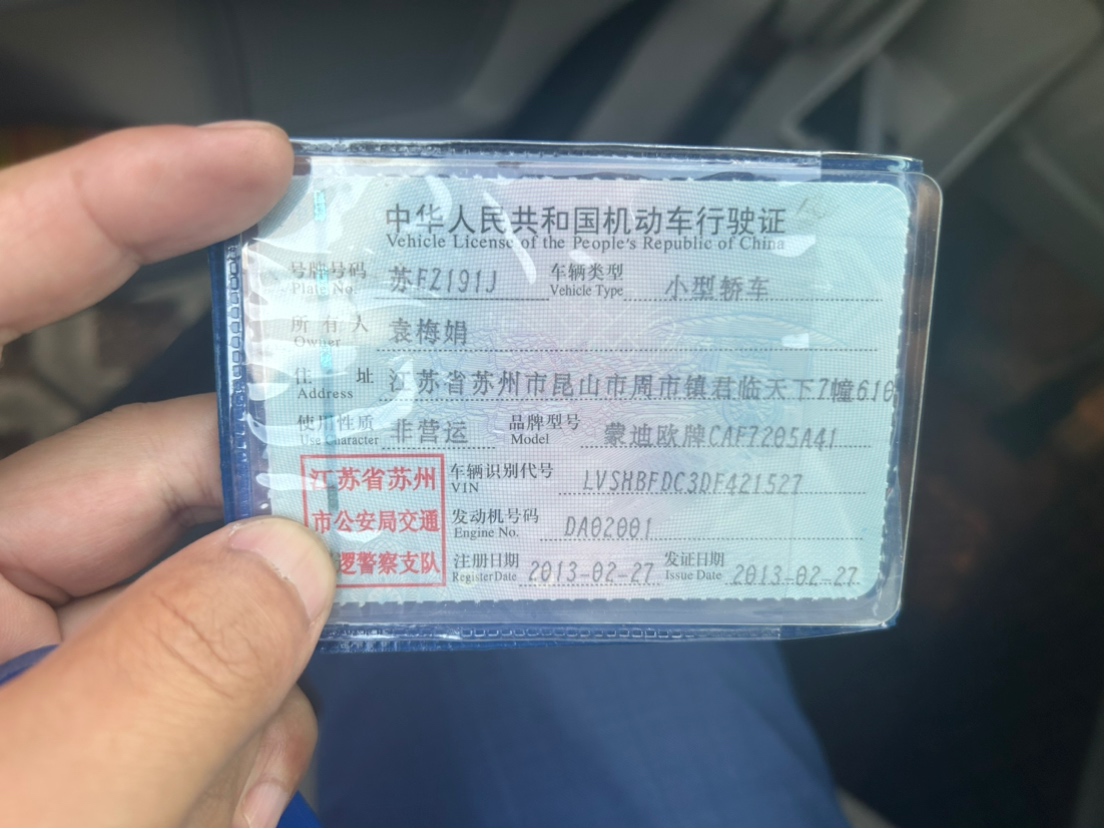 中华人民共和国机动车行驶证
Vehicle License of the People's Republic of China
号牌号码 苏FZ191J 车辆类型 小型轿车
Plate No. Vehicle Type
所有人 袁梅娟
Owner
住址 江苏省苏州市昆山市周市镇君临天下7幢610
Address
使用性质 非营运 品牌型号 蒙迪欧牌CAF7205A41
Use Character Model
江苏省苏州 车辆识别代号 LVSHBFDC3DF421527
VIN
市公安局交通 发动机号码 DA02001
Engine No.
逻警察支队 注册日期 2013-02-27 发证日期 2013-02-27
Register Date Issue Date